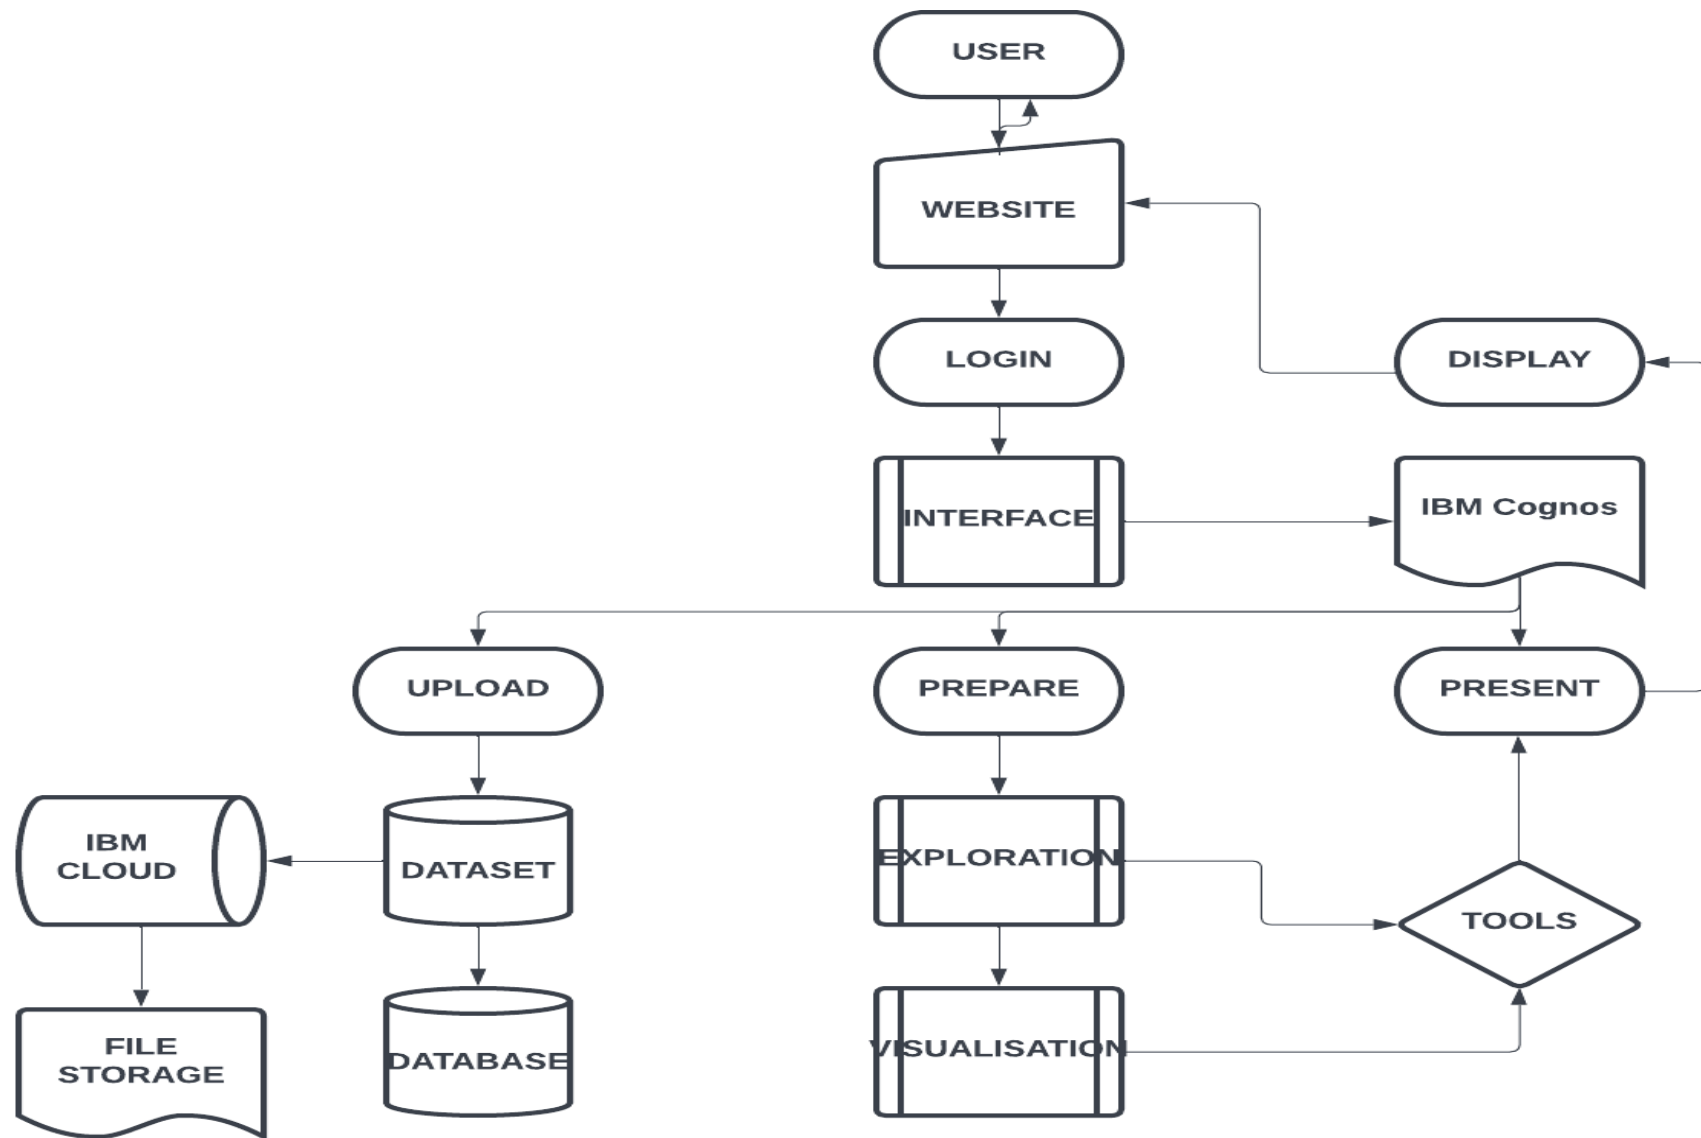 USER
WEBSITE
LOGIN
DISPLAY
INTERFACE
IBM Cognos
UPLOAD
PREPARE
PRESENT
IBM
CLOUD
DATASET
EXPLORATION
TOOLS
FILE
STORAGE
DATABASE
VISUALISATION